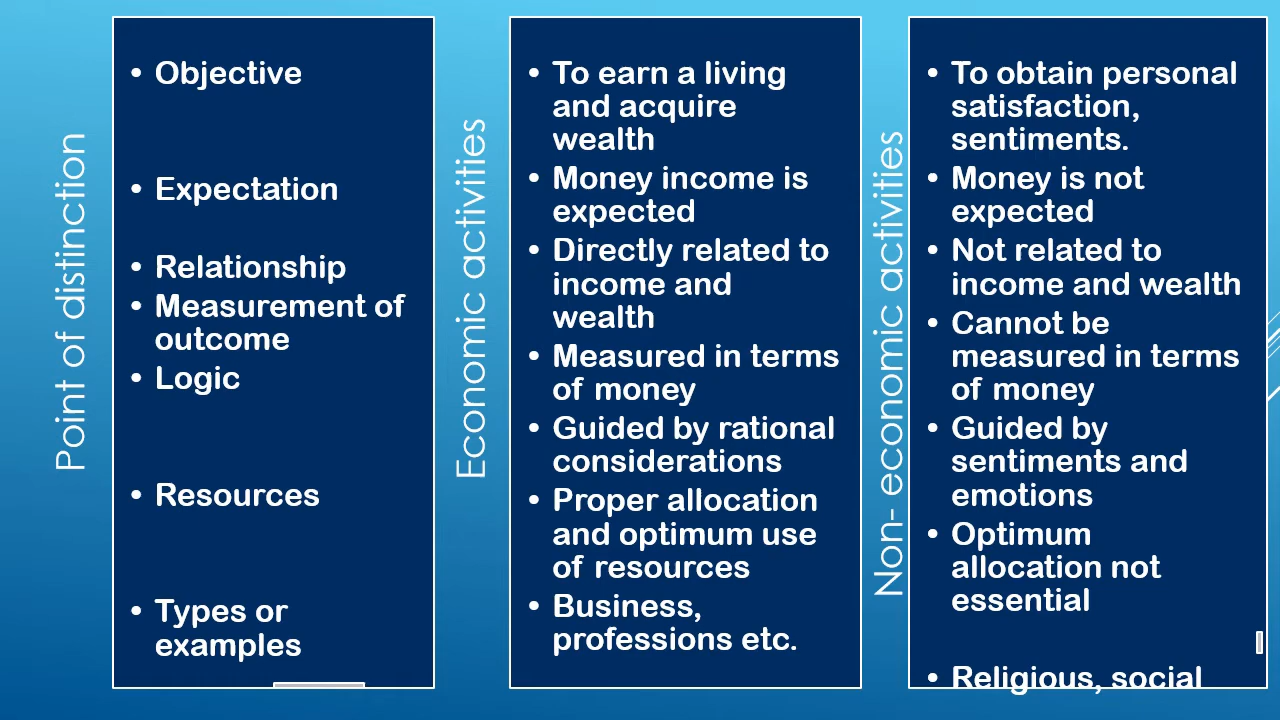 Point of distinction
• Objective
• Expectation
• Relationship
• Measurement of
outcome
• Logic
• Resources
• Types or
examples
Economic activities
• To earn a living
and acquire
wealth
• Money income is
expected
• Directly related to
income and
wealth
• Measured in terms
of money
• Guided by rational
considerations
• Proper allocation
and optimum use
of resources
• Business,
professions etc.
Non- economic activities
• To obtain personal
satisfaction,
sentiments.
• Money is not
expected
• Not related to
income and wealth
• Cannot be
measured in terms
of money
• Guided by
sentiments and
emotions
• Optimum
allocation not
essential
• Religious, social